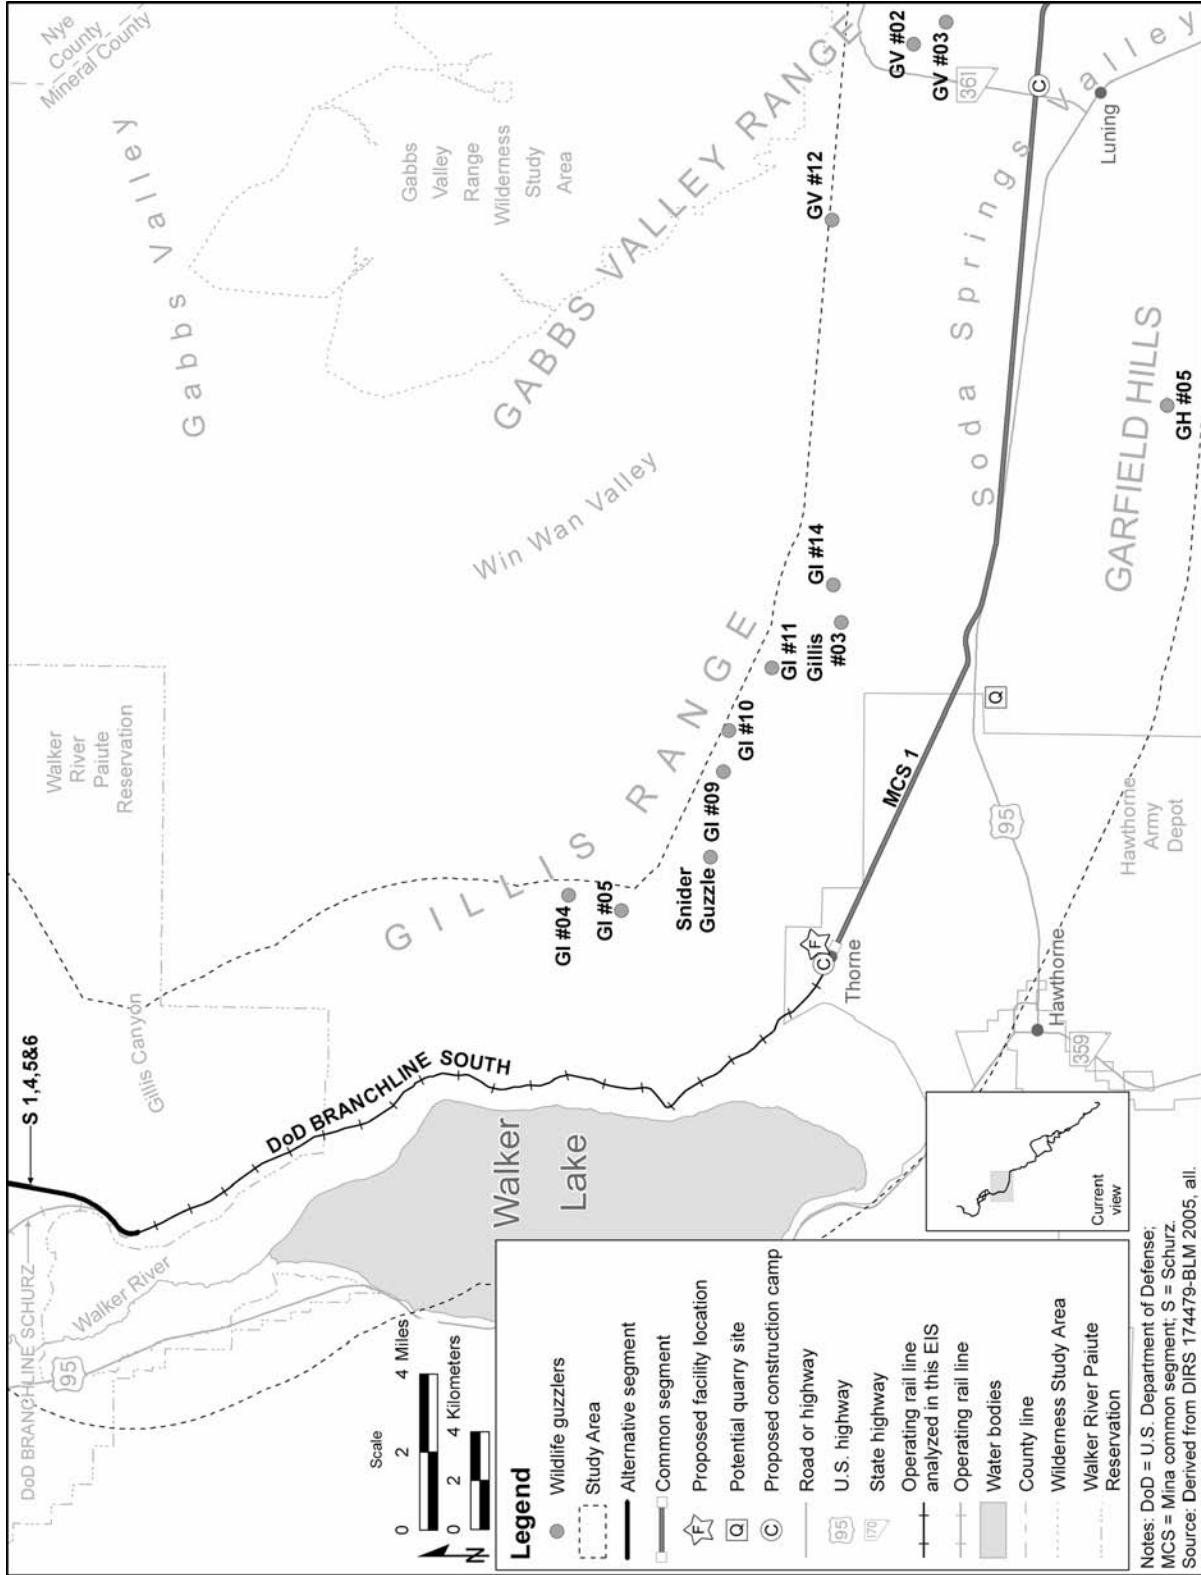 DoD BRANCHLINE SCHURZ
S 1,4,5&6
Nye
County
Mineral County
95
Walker River
Gillis Canyon
Walker
River
Paiute
Reservation
Gabbs Valley
Gabbs
Valley
Range
Wilderness
Study
Area
DoD BRANCHLINE SOUTH
GILLIS RANGE
Win Wan Valley
GABBS VALLEY RANGE
Walker
Lake
GI #04
GI #05
Snider
Guzzle
GI #09
GI #10
GI #11
Gillis
#03
GI #14
GV #12
GV #02
GV #03
361
F
C
Thorne
MCS 1
Q
C
Soda Springs Valley
Luning
95
Hawthorne
359
Hawthorne
Army
Depot
GARFIELD HILLS
GH #05
Scale
0 2 4 Miles
0 2 4 Kilometers
N
Legend
Wildlife guzzlers
Study Area
Alternative segment
Common segment
F Proposed facility location
Q Potential quarry site
C Proposed construction camp
Road or highway
95 U.S. highway
170 State highway
Operating rail line
analyzed in this EIS
Operating rail line
Water bodies
County line
Wilderness Study Area
Walker River Paiute
Reservation
Current
view
Notes: DoD = U.S. Department of Defense;
MCS = Mina common segment; S = Schurz.
Source: Derived from DIRS 174479-BLM 2005, all.